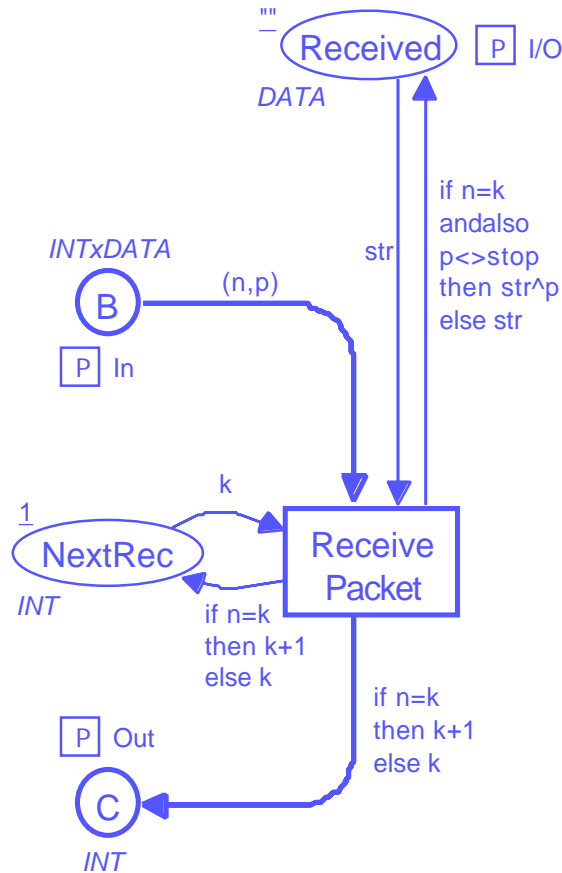 ""
Received
P I/O
DATA
if n=k
andalso
p<>stop
then str^p
else str
str
INTxDATA
B
(n,p)
P In
k
1
NextRec
INT
Receive
Packet
if n=k
then k+1
else k
if n=k
then k+1
else k
P Out
C
INT